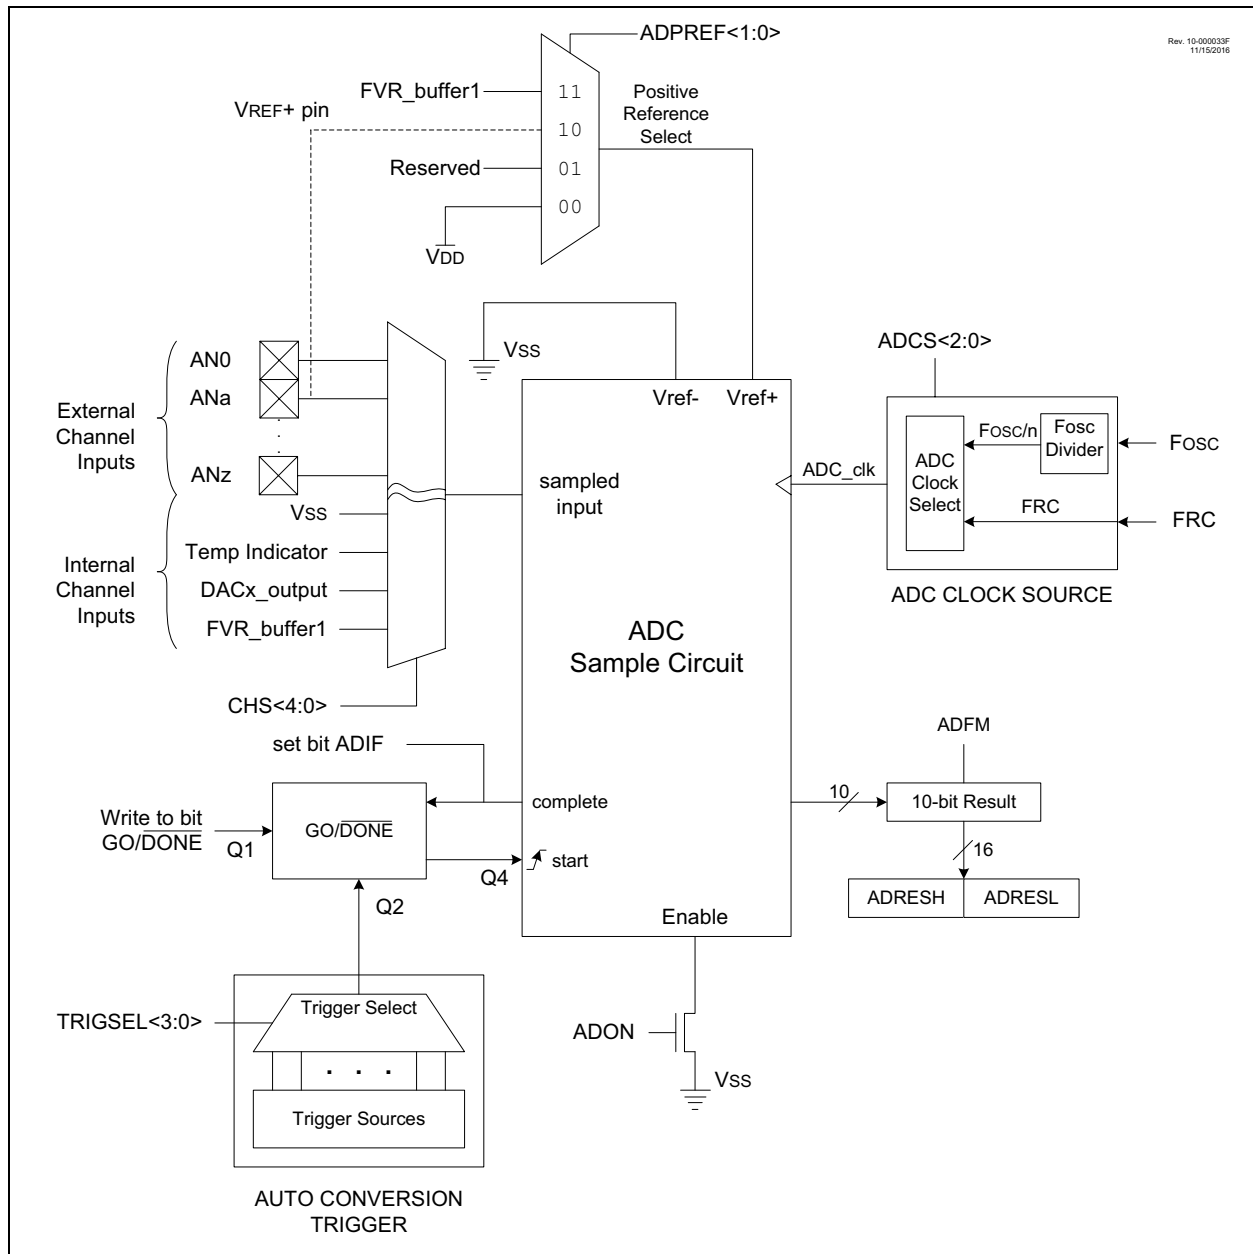 Rev. 10-000033F
11/15/2016
ADPREF<1:0>
FVR_buffer1
11
Positive
Reference
Select
VREF+ pin
10
Reserved
01
00
VDD
VSS
AN0
ANa
.
.
.
ANz
External
Channel
Inputs
VSS
Temp Indicator
DACx_output
FVR_buffer1
Internal
Channel
Inputs
CHS<4:0>
Vref-
Vref+
sampled
input
ADC
Sample Circuit
ADCS<2:0>
ADC_clk
ADC
Clock
Select
FOSC/n
Fosc
Divider
FOSC
FRC
FRC
ADC CLOCK SOURCE
set bit ADIF
complete
Write to bit
GO/DONE
Q1
GO/DONE
Q4
start
Q2
Enable
ADFM
10
10-bit Result
16
ADRESH
ADRESL
TRIGSEL<3:0>
Trigger Select
. . .
Trigger Sources
AUTO CONVERSION
TRIGGER
ADON
VSS